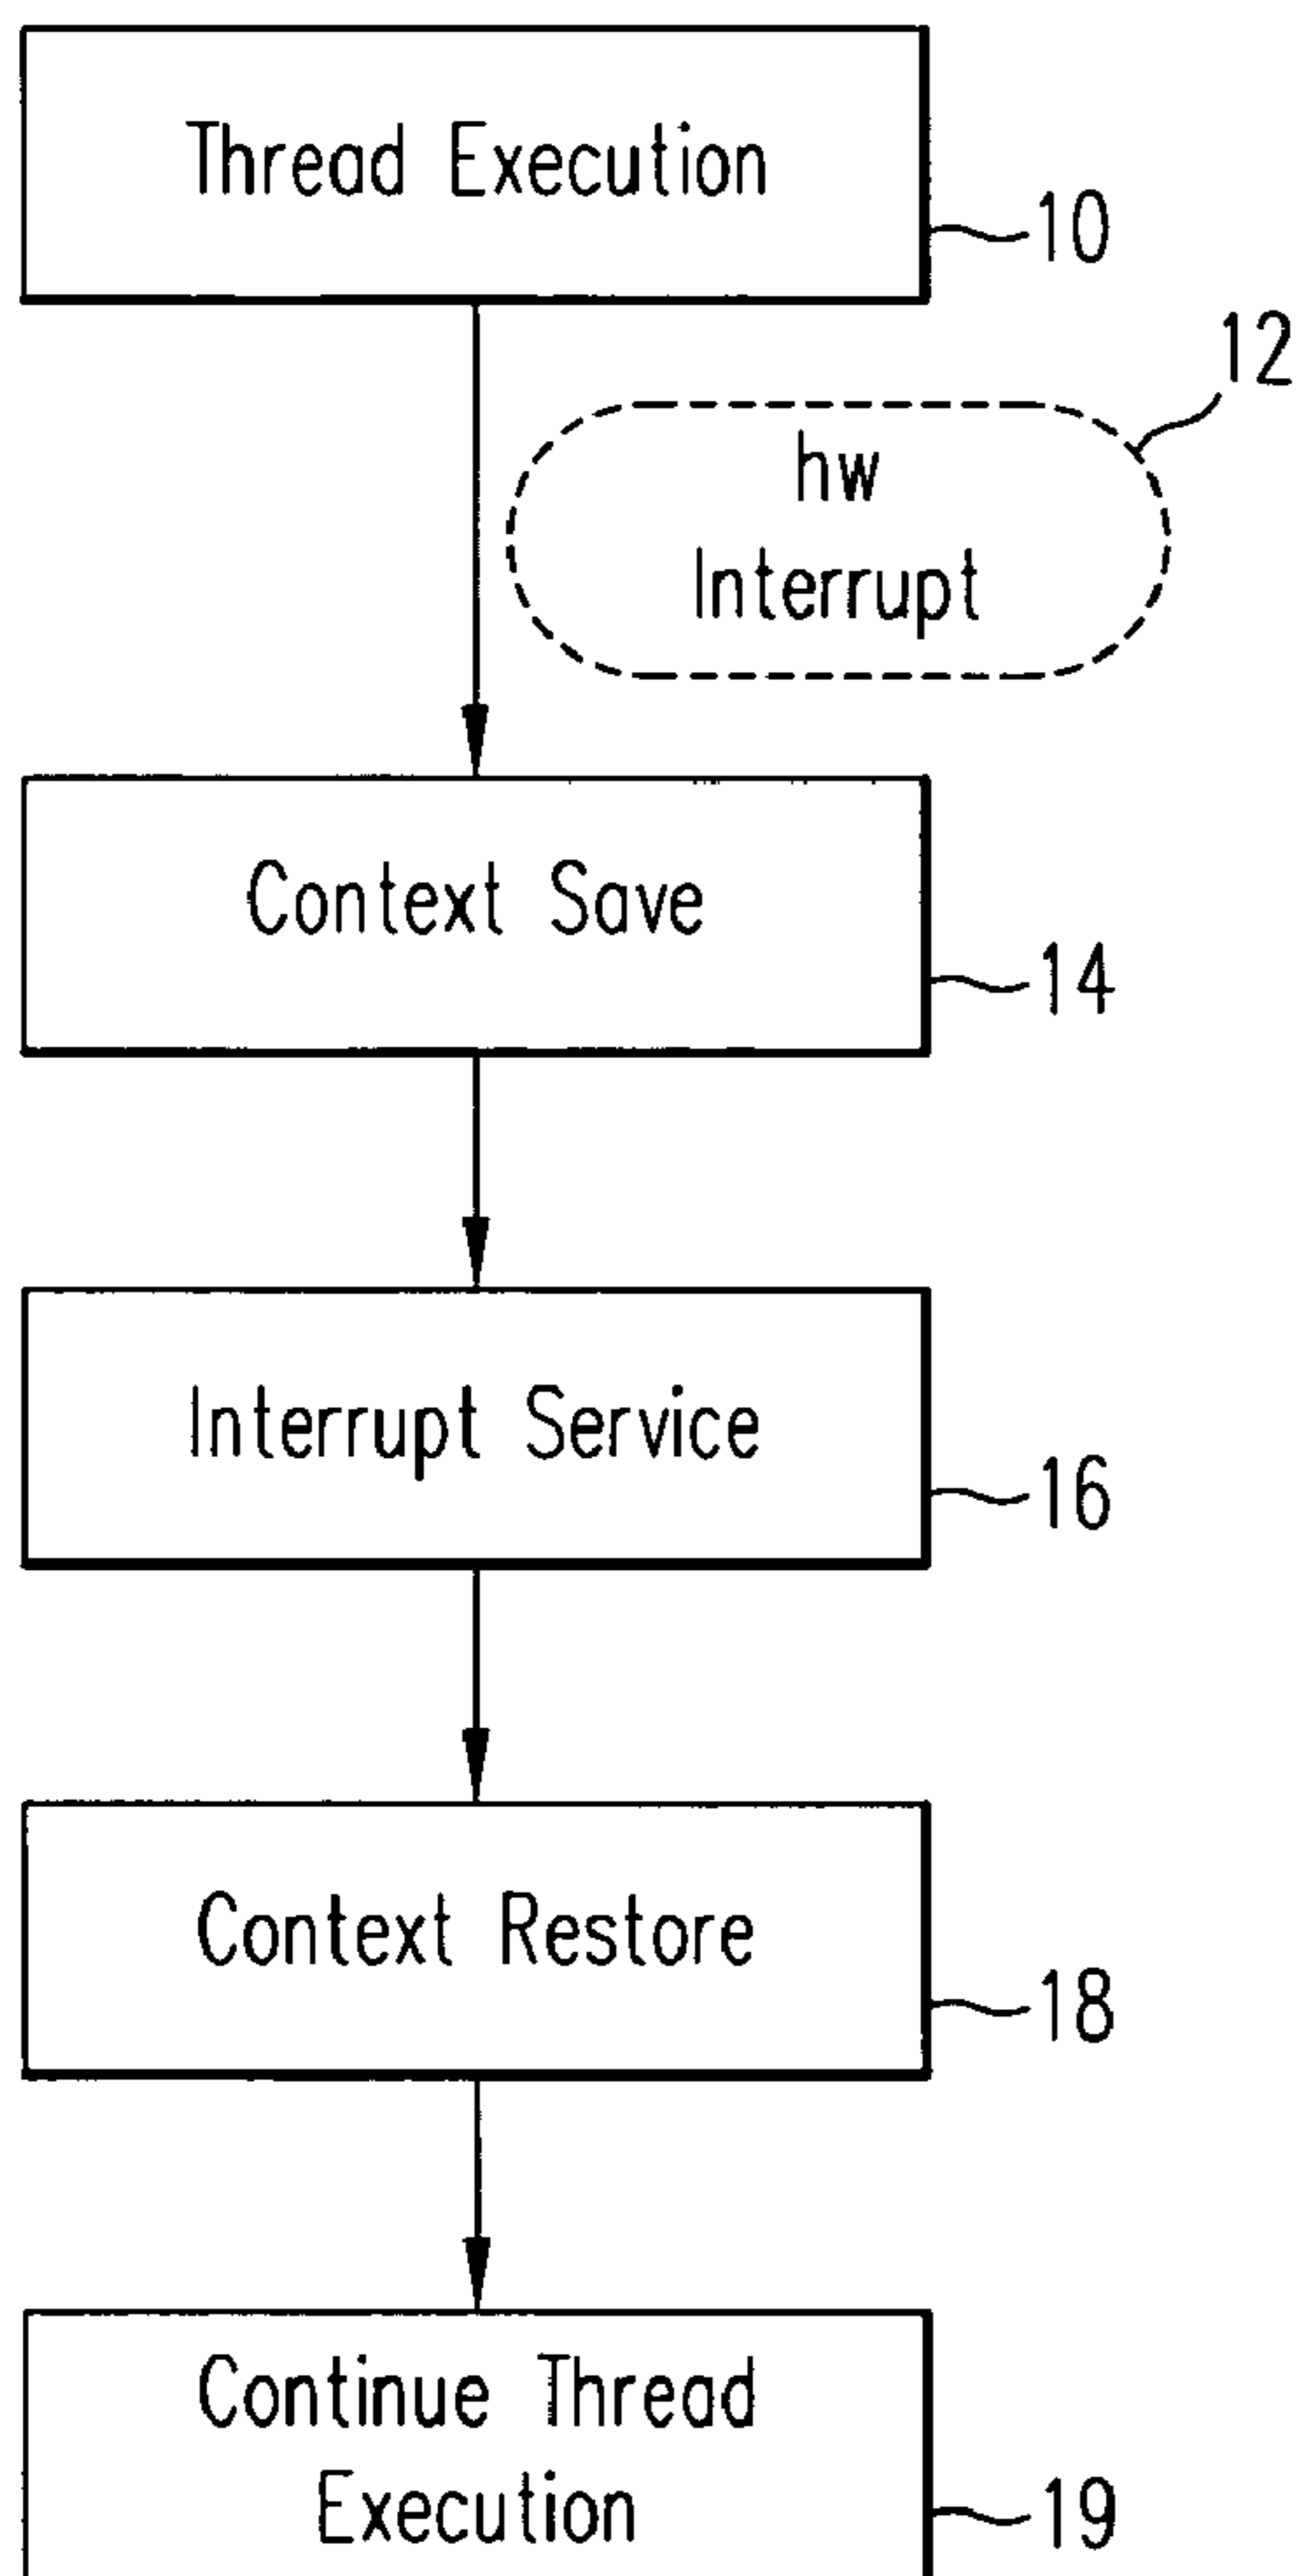 Thread Execution
10
12
hw
Interrupt
Context Save
14
Interrupt Service
16
Context Restore
18
Continue Thread
Execution
19